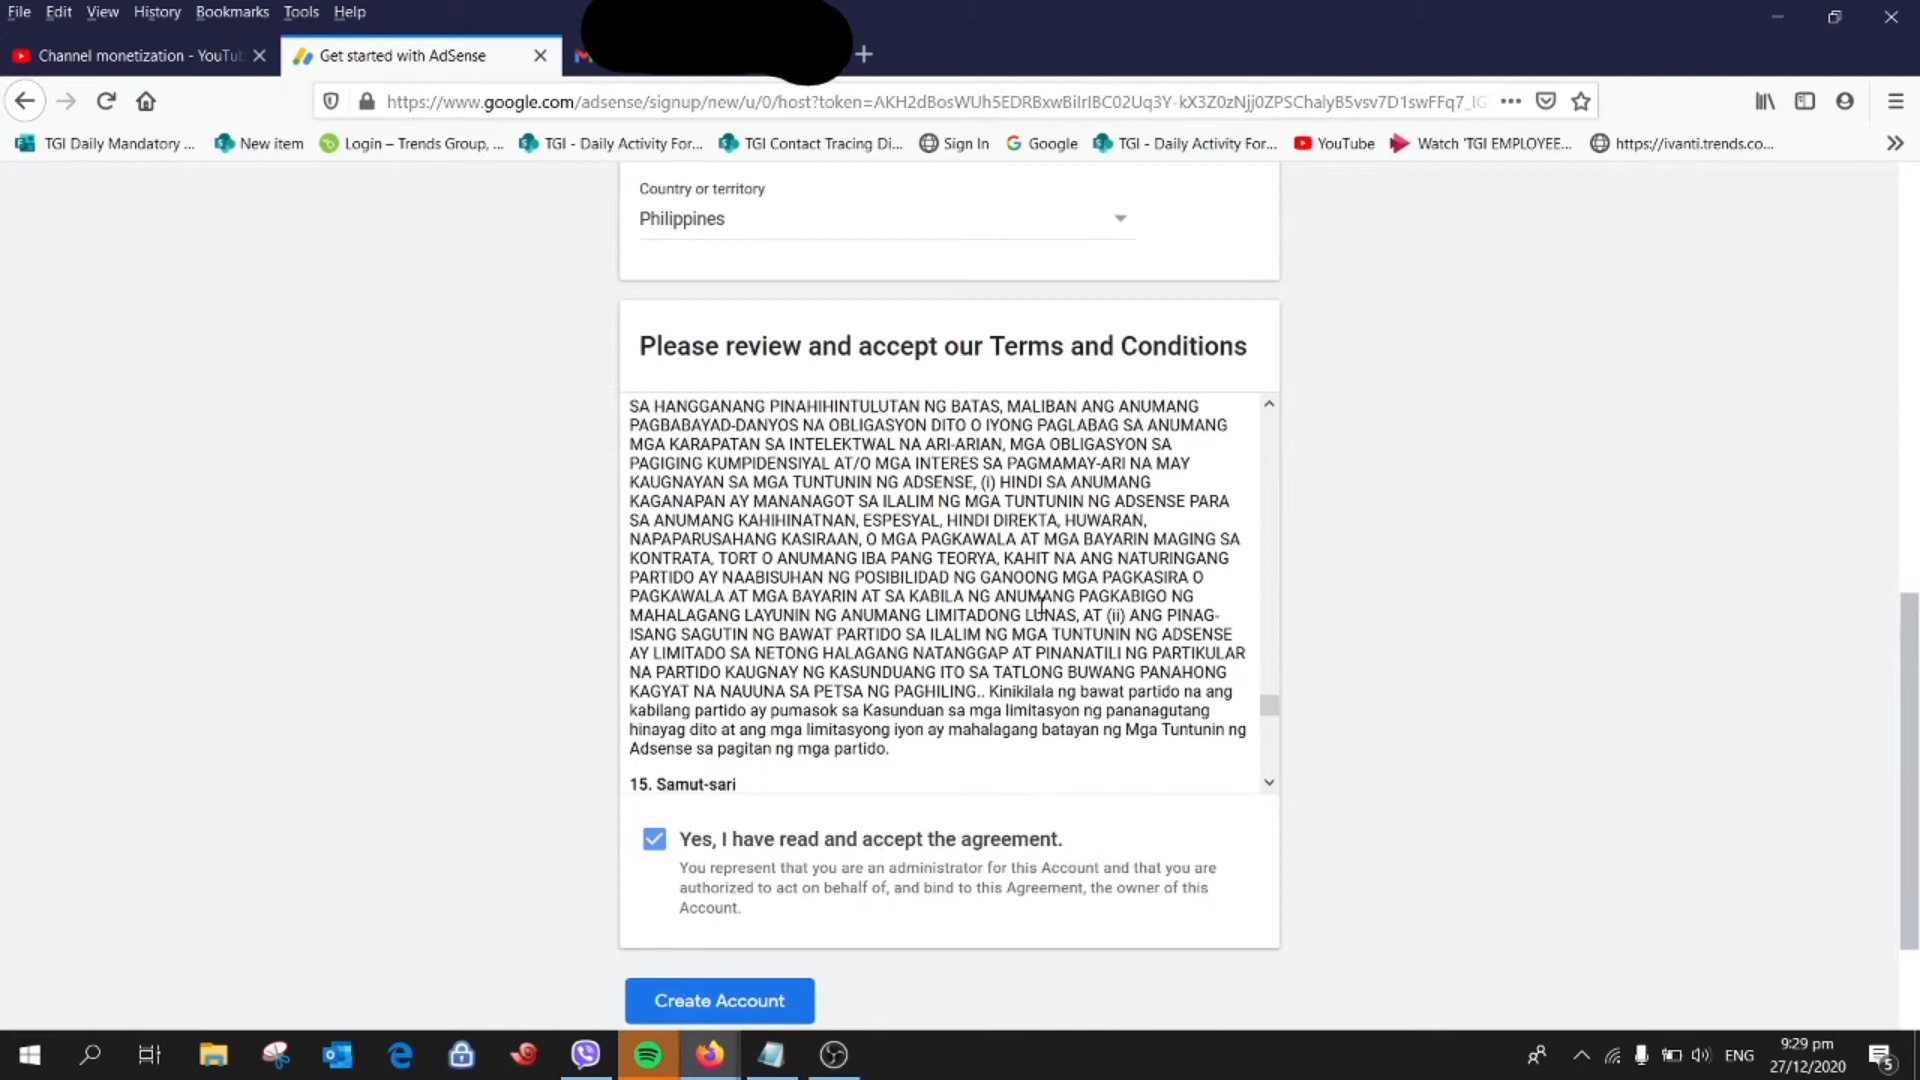 File Edit View History Bookmarks Tools Help
Channel monetization - YouTub
Get started with AdSense
https://www.google.com/adsense/signup/new/u/0/host?token=
TGI Daily Mandatory ...
New item
Login – Trends Group, ...
TGI - Daily Activity For...
TGI Contact Tracing Di...
Sign In
Google
TGI - Daily Activity For...
YouTube
Watch 'TGI EMPLOYEE...
https://ivanti.trends.co...
Country or territory
Philippines
Please review and accept our Terms and Conditions
SA HANGGANANG PINAHIHINTULUTAN NG BATAS, MALIBAN ANG ANUMANG
PAGBABAYAD-DANYOS NA OBLIGASYON DITO O IYONG PAGLABAG SA ANUMANG
MGA KARAPATAN SA INTELEKTWAL NA ARI-ARIAN, MGA OBLIGASYON SA
PAGIGING KUMPIDENSIYAL AT/O MGA INTERES SA PAGMAMAY-ARI NA MAY
KAUGNAYAN SA MGA TUNTUNIN NG ADSENSE, (i) HINDI SA ANUMANG
KAGANAPAN AY MANANAGOT SA ILALIM NG MGA TUNTUNIN NG ADSENSE PARA
SA ANUMANG KAHIHINATNAN, ESPESYAL, HINDI DIREKTA, HUWARAN,
NAPAPARUSAHANG KASIRAAN, O MGA PAGKAWALA AT MGA BAYARIN MAGING SA
KONTRATA, TORT O ANUMANG IBA PANG TEORYA, KAHIT NA ANG NATURINGANG
PARTIDO AY NAABISUHAN NG POSIBILIDAD NG GANOONG MGA PAGKASIRA O
PAGKAWALA AT MGA BAYARIN AT SA KABILA NG ANUMANG PAGKABIGO NG
MAHALAGANG LAYUNIN NG ANUMANG LIMITADONG LUNAS, AT (ii) ANG PINAG-
ISANG SAGUTIN NG BAWAT PARTIDO SA ILALIM NG MGA TUNTUNIN NG ADSENSE
AY LIMITADO SA NETONG HALAGANG NATANGGAP AT PINANATILI NG PARTIKULAR
NA PARTIDO KAUGNAY NG KASUNDUANG ITO SA TATLONG BUWANG PANAHONG
KAGYAT NA NAUUNA SA PETSA NG PAGHILING.. Kinikilala ng bawat partido na ang
kabilang partido ay pumasok sa Kasunduan sa mga limitasyon ng pananagutang
hinayag dito at ang mga limitasyong iyon ay mahalagang batayan ng Mga Tuntunin ng
Adsense sa pagitan ng mga partido.
15. Samut-sari
Yes, I have read and accept the agreement.
You represent that you are an administrator for this Account and that you are
authorized to act on behalf of, and bind to this Agreement, the owner of this
Account.
Create Account
ENG
9:29 pm
27/12/2020
5